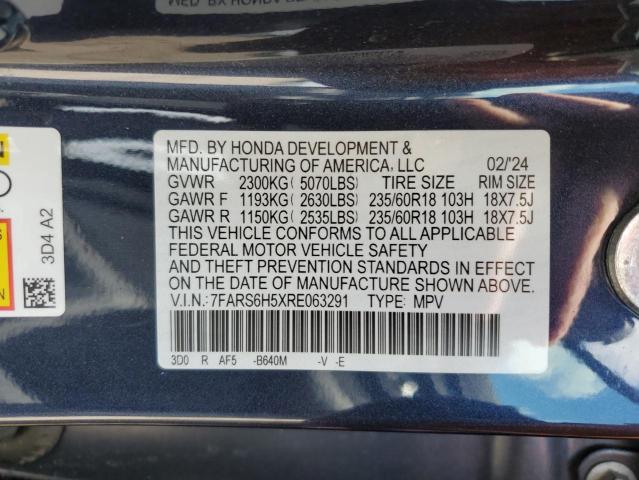 MFD. BY HONDA DEVELOPMENT &
MANUFACTURING OF AMERICA, LLC 02/'24
GVWR 2300KG( 5070LBS) TIRE SIZE RIM SIZE
GAWR F 1193KG( 2630LBS) 235/60R18 103H 18X7.5J
GAWR R 1150KG( 2535LBS) 235/60R18 103H 18X7.5J
THIS VEHICLE CONFORMS TO ALL APPLICABLE
FEDERAL MOTOR VEHICLE SAFETY
AND THEFT PREVENTION STANDARDS IN EFFECT
ON THE DATE OF MANUFACTURE SHOWN ABOVE.
V.I.N.:7FARS6H5XRE063291 TYPE: MPV
3D0 R AF5 -B640M -V -E
3D4 A2